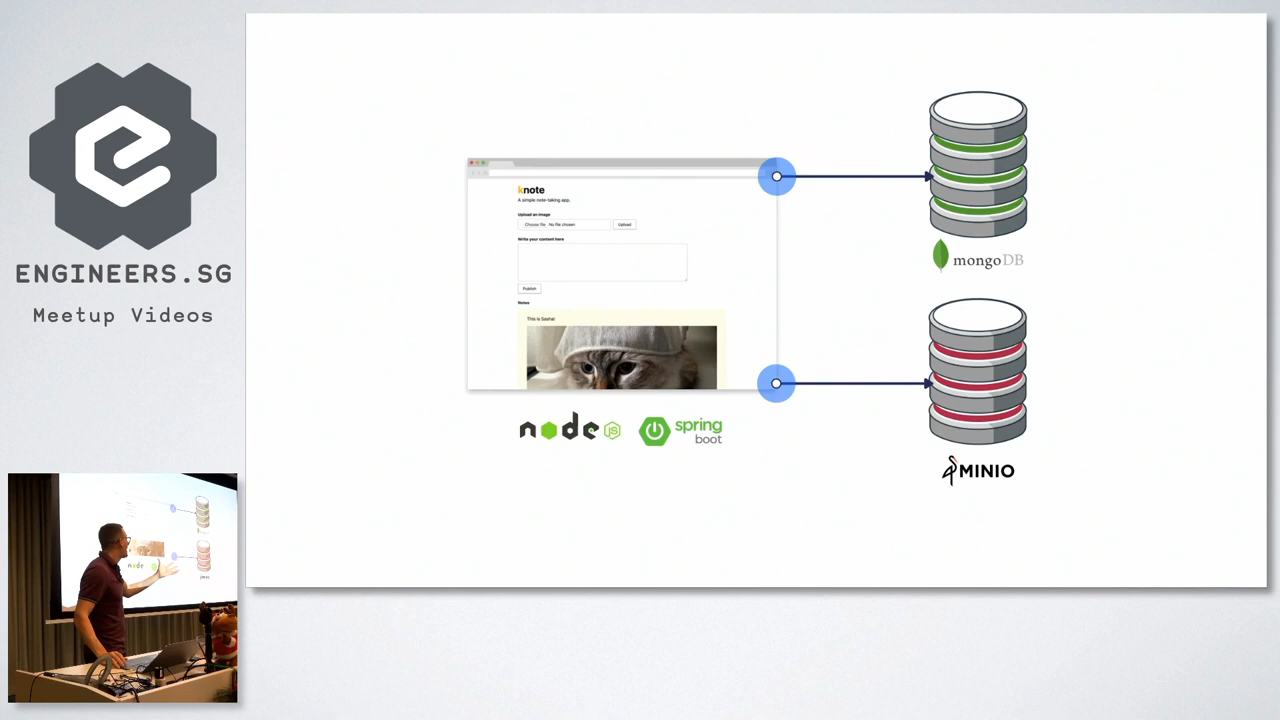 ENGINEERS.SG
Meetup Videos
knote
A simple note-taking app.
Upload an image
Choose file No file chosen
Upload
Write your content here
Publish
Notes
This is Sasha!
node
JS
spring
boot
mongoDB
MINIO
node